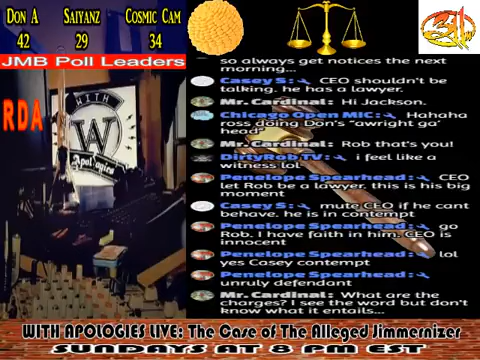 Don A Saiyanz Cosmic Cam
42 29 34
JMB Poll Leaders
RDA
WITH
W
Apologies
so always get notices the next
morning...
Casey S: CEO shouldn't be
talking. he has a lawyer.
Mr. Cardinal: Hi Jackson.
Chicago Open MIC: Hahaha
ross doing Don's "awright ga'
head"
Mr. Cardinal: Rob that's you!
DirtyRob TV: i feel like a
witness lol
Penelope Spearhead: CEO
let Rob be a lawyer. this is his big
moment
Casey S: mute CEO if he cant
behave. he is in contempt
Penelope Spearhead: go
Rob. I have faith in him. CEO is
innocent
Penelope Spearhead: lol
yes Casey contempt
Penelope Spearhead:
unruly defendant
Mr. Cardinal: What are the
charges? I see the word but don't
know what it entails...
WITH APOLOGIES LIVE: The Case of The Alleged Jimmernizer
SUNDAYS AT 8 PM EST